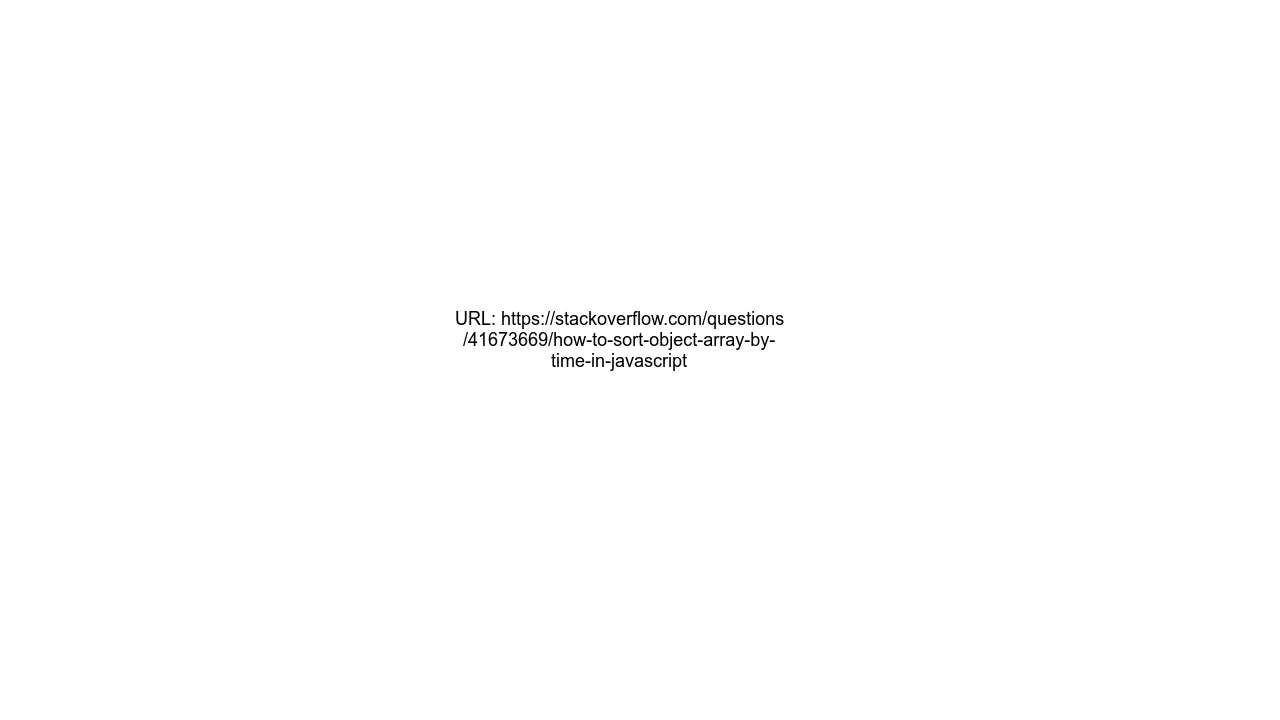 URL: https://stackoverflow.com/questions
/41673669/how-to-sort-object-array-by-
time-in-javascript